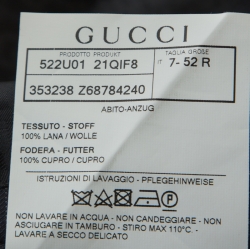 GUCCI
PRODOTTO PRODUKT TAGLIA GRÖSSE
522U01 21QIF8 IT 7- 52 R
353238 Z68784240
ABITO-ANZUG
TESSUTO - STOFF
100% LANA / WOLLE
FODERA - FUTTER
100% CUPRO / CUPRO
ISTRUZIONI DI LAVAGGIO - PFLEGEHINWEISE
NON LAVARE IN ACQUA - NON CANDEGGIARE - NON
ASCIUGARE IN TAMBURO - STIRARE MAX 110°C -
LAVARE A SECCO DELICATO